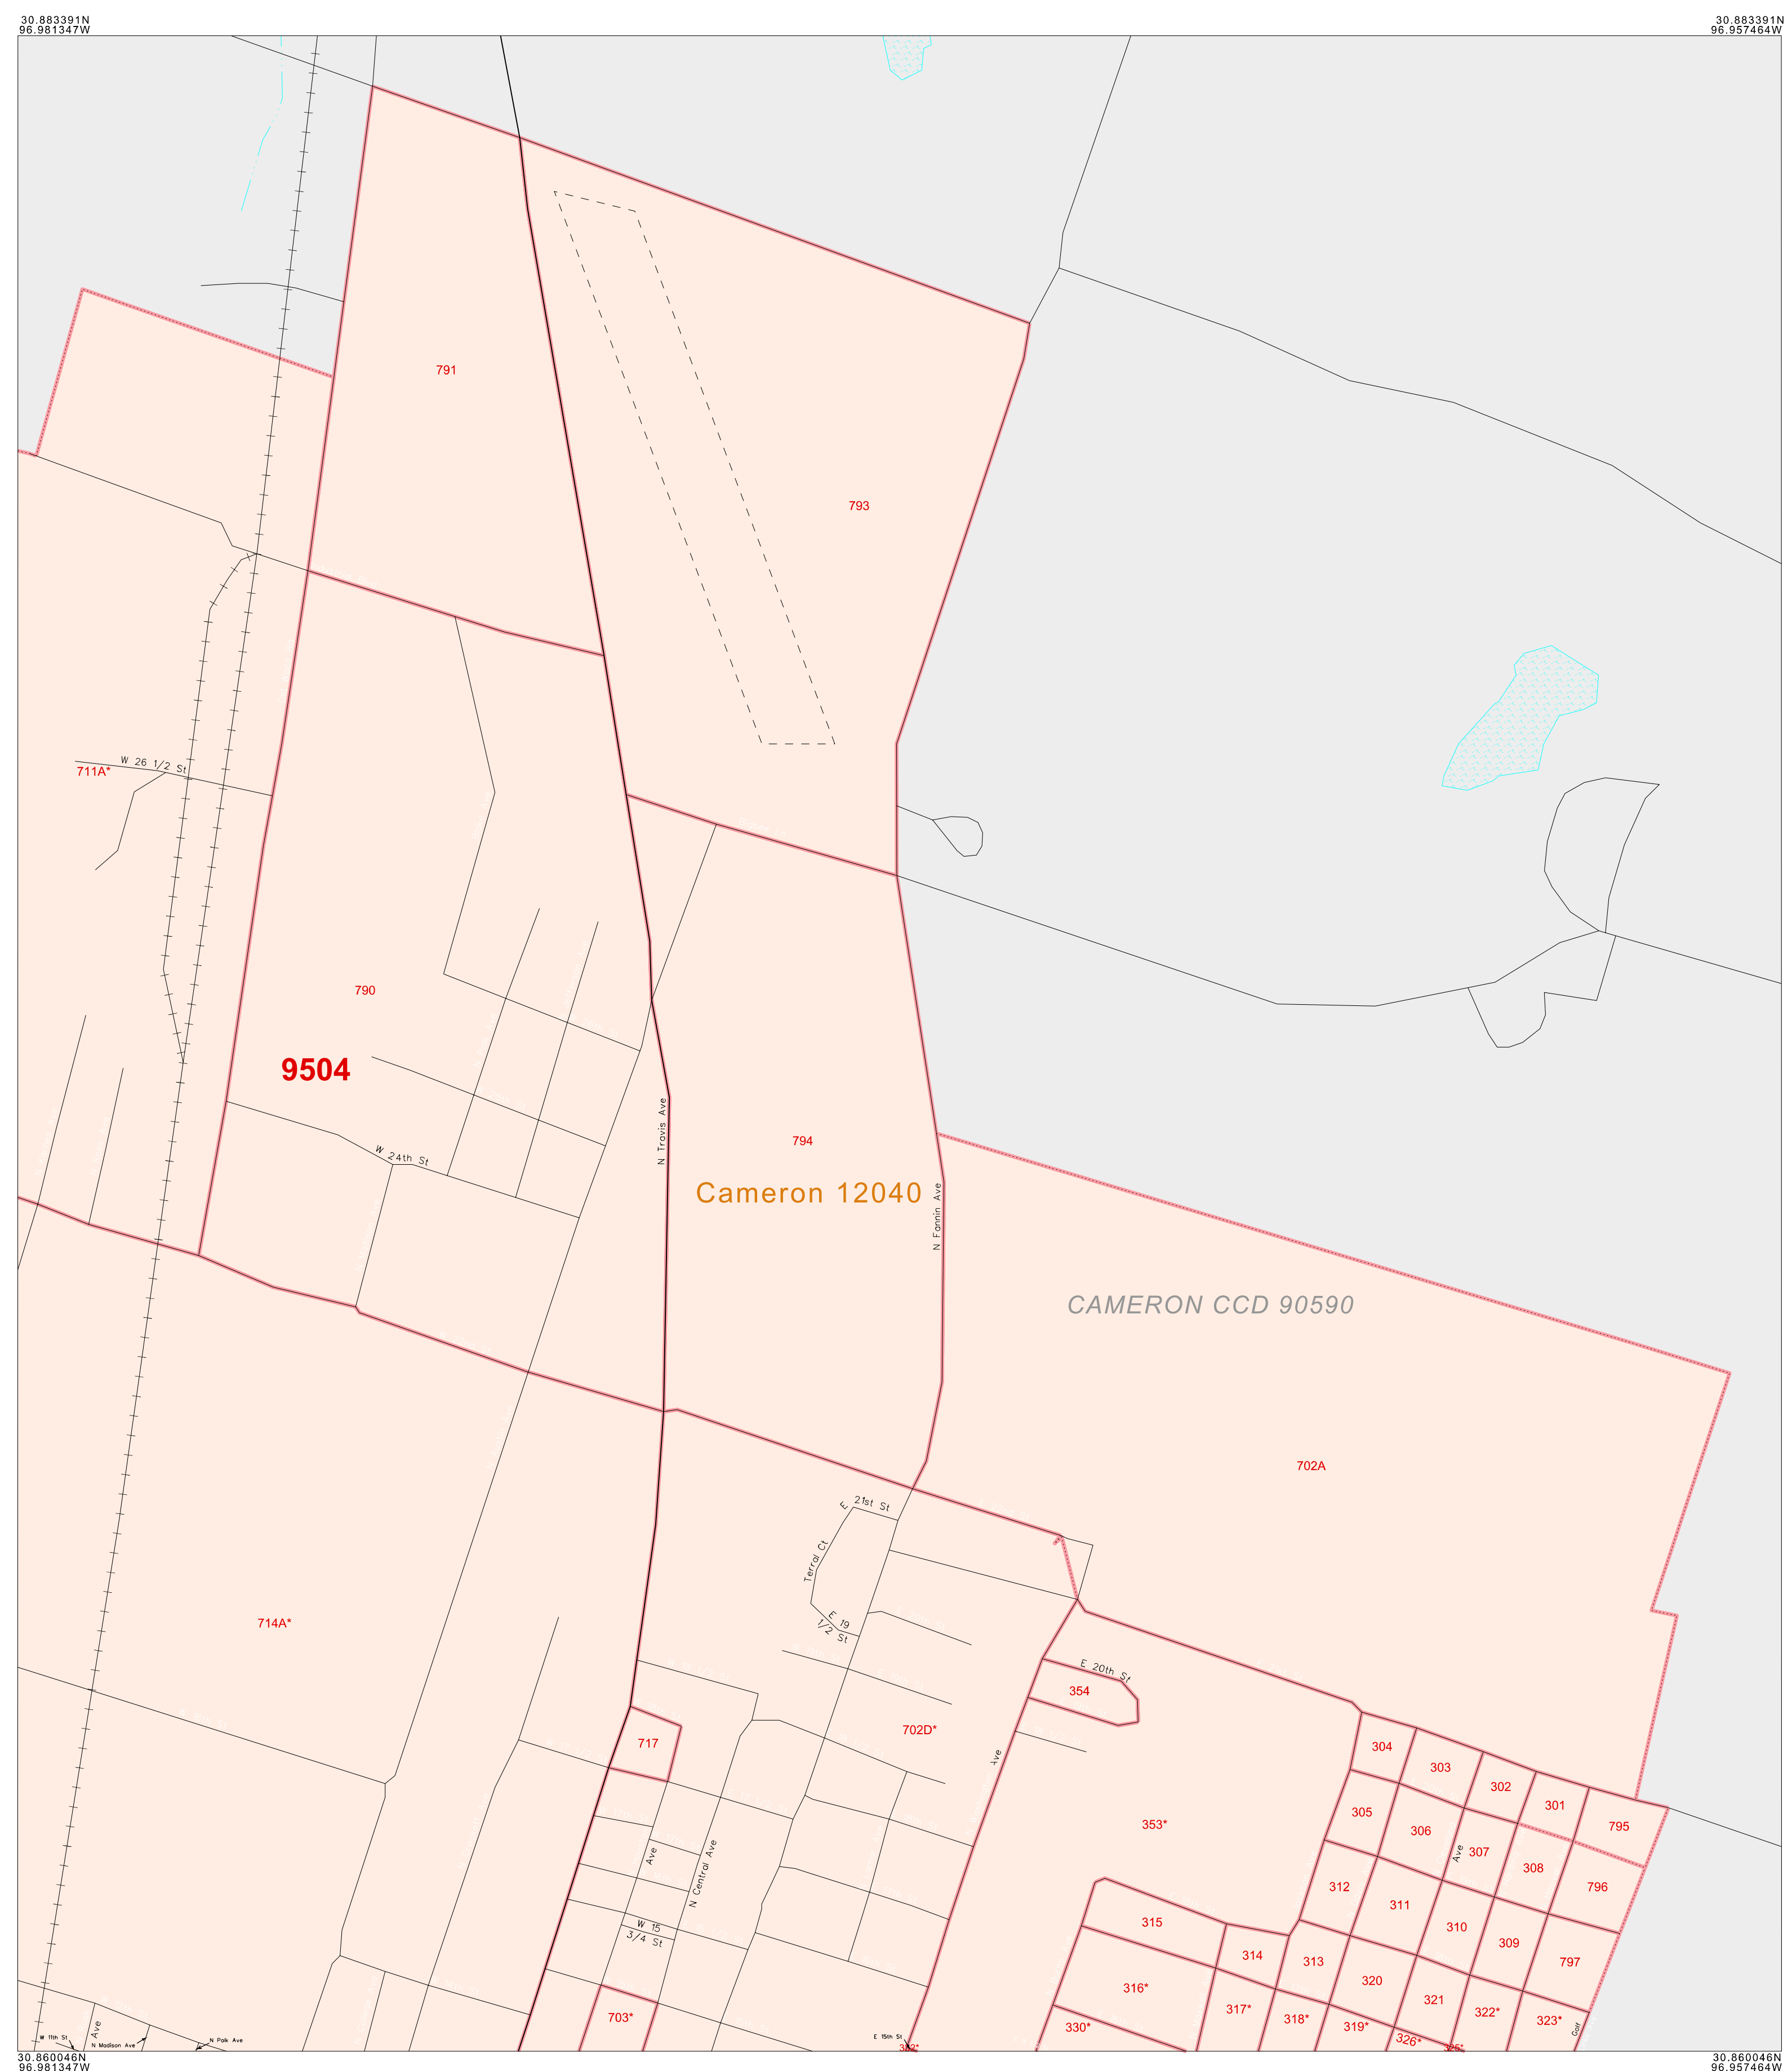 30.883391N
96.981347W
30.883391N
96.957464W
791
793
W 26 1/2 St
711A*
790
9504
W 24th St
N Travis Ave
794
Cameron 12040
N Fannin Ave
CAMERON CCD 90590
702A
E 21st St
Terral Ct
E 19
1/2 St
714A*
E 20th St
354
702D*
717
Ave
304
303
302
301
795
353*
305
306
307
308
796
Ave
Ave
N Central Ave
312
311
310
309
797
315
314
313
W 15
3/4 St
316*
320
321
322*
323*
317*
318*
319*
326*
325*
703*
330*
Golf
Ave
W 11th St
N Madison Ave
N Polk Ave
E 15th St
30.860046N
96.981347W
30.860046N
96.957464W